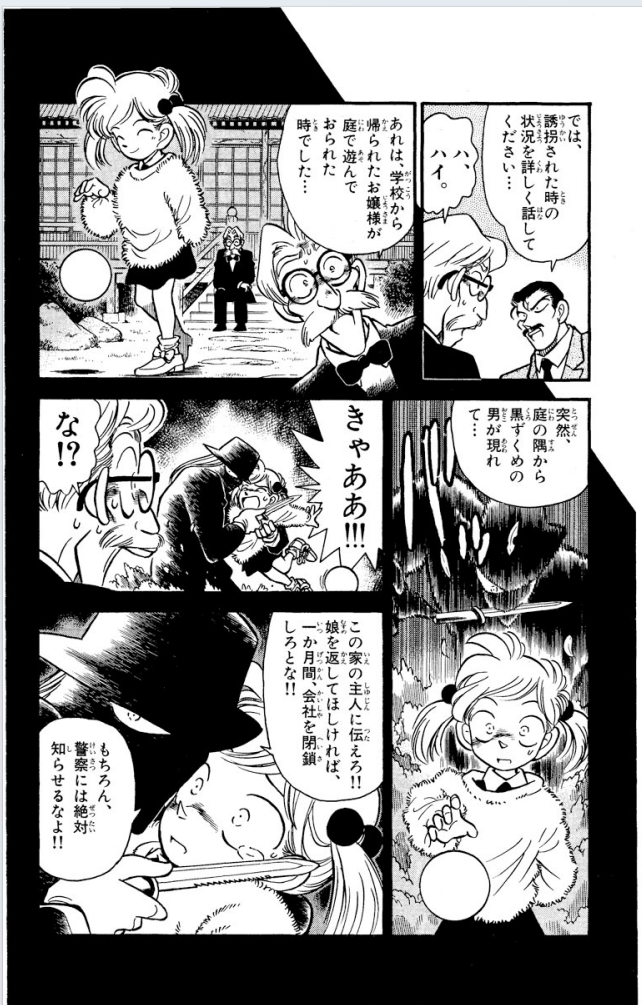 では、
誘拐された時の
状況を詳しく話して
ください…
ハ、
ハイ。
あれは、学校から
帰られたお嬢様が
庭で遊んで
おられた
時でした…
突然、
庭の隅から
黒ずくめの
男が現れ
て…
きゃああ!!!
な!?
この家の主人に伝えろ!!
娘を返してほしければ、
一か月間、会社を閉鎖
しろとな!!
もちろん、
警察には絶対
知らせるなよ!!